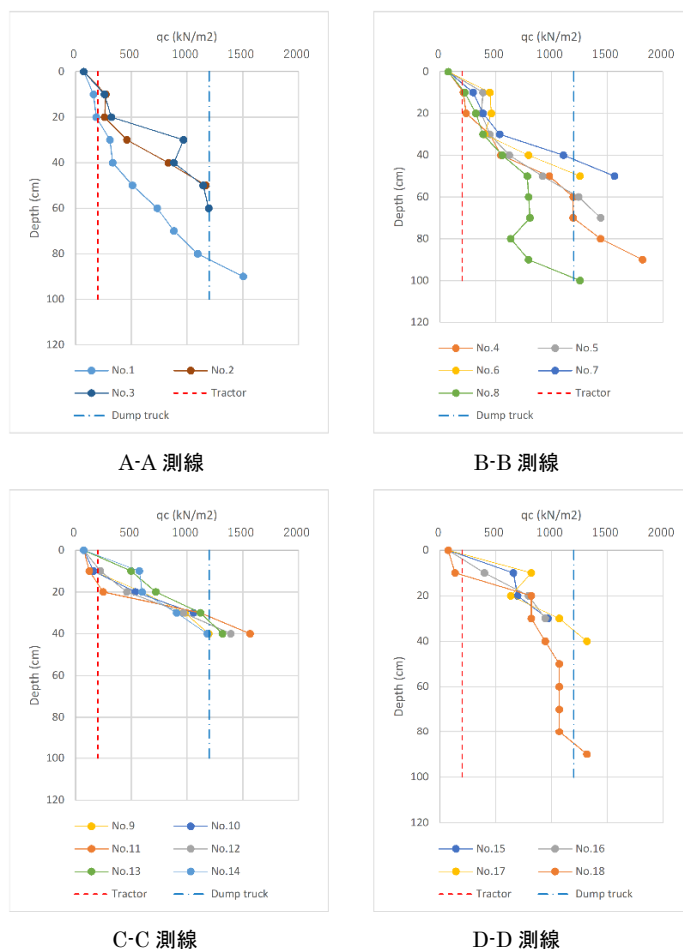 qc (kN/m2)
0 500 1000 1500 2000
0
20
40
60
80
100
120
Depth (cm)
No.1 No.2
No.3 Tractor
Dump truck
A-A 測線
qc (kN/m2)
0 500 1000 1500 2000
0
20
40
60
80
100
120
Depth (cm)
No.4 No.5
No.6 No.7
No.8 Tractor
Dump truck
B-B 測線
qc (kN/m2)
0 500 1000 1500 2000
0
20
40
60
80
100
120
Depth (cm)
No.9 No.10
No.11 No.12
No.13 No.14
Tractor Dump truck
C-C 測線
qc (kN/m2)
0 500 1000 1500 2000
0
20
40
60
80
100
120
Depth (cm)
No.15 No.16
No.17 No.18
Tractor Dump truck
D-D 測線